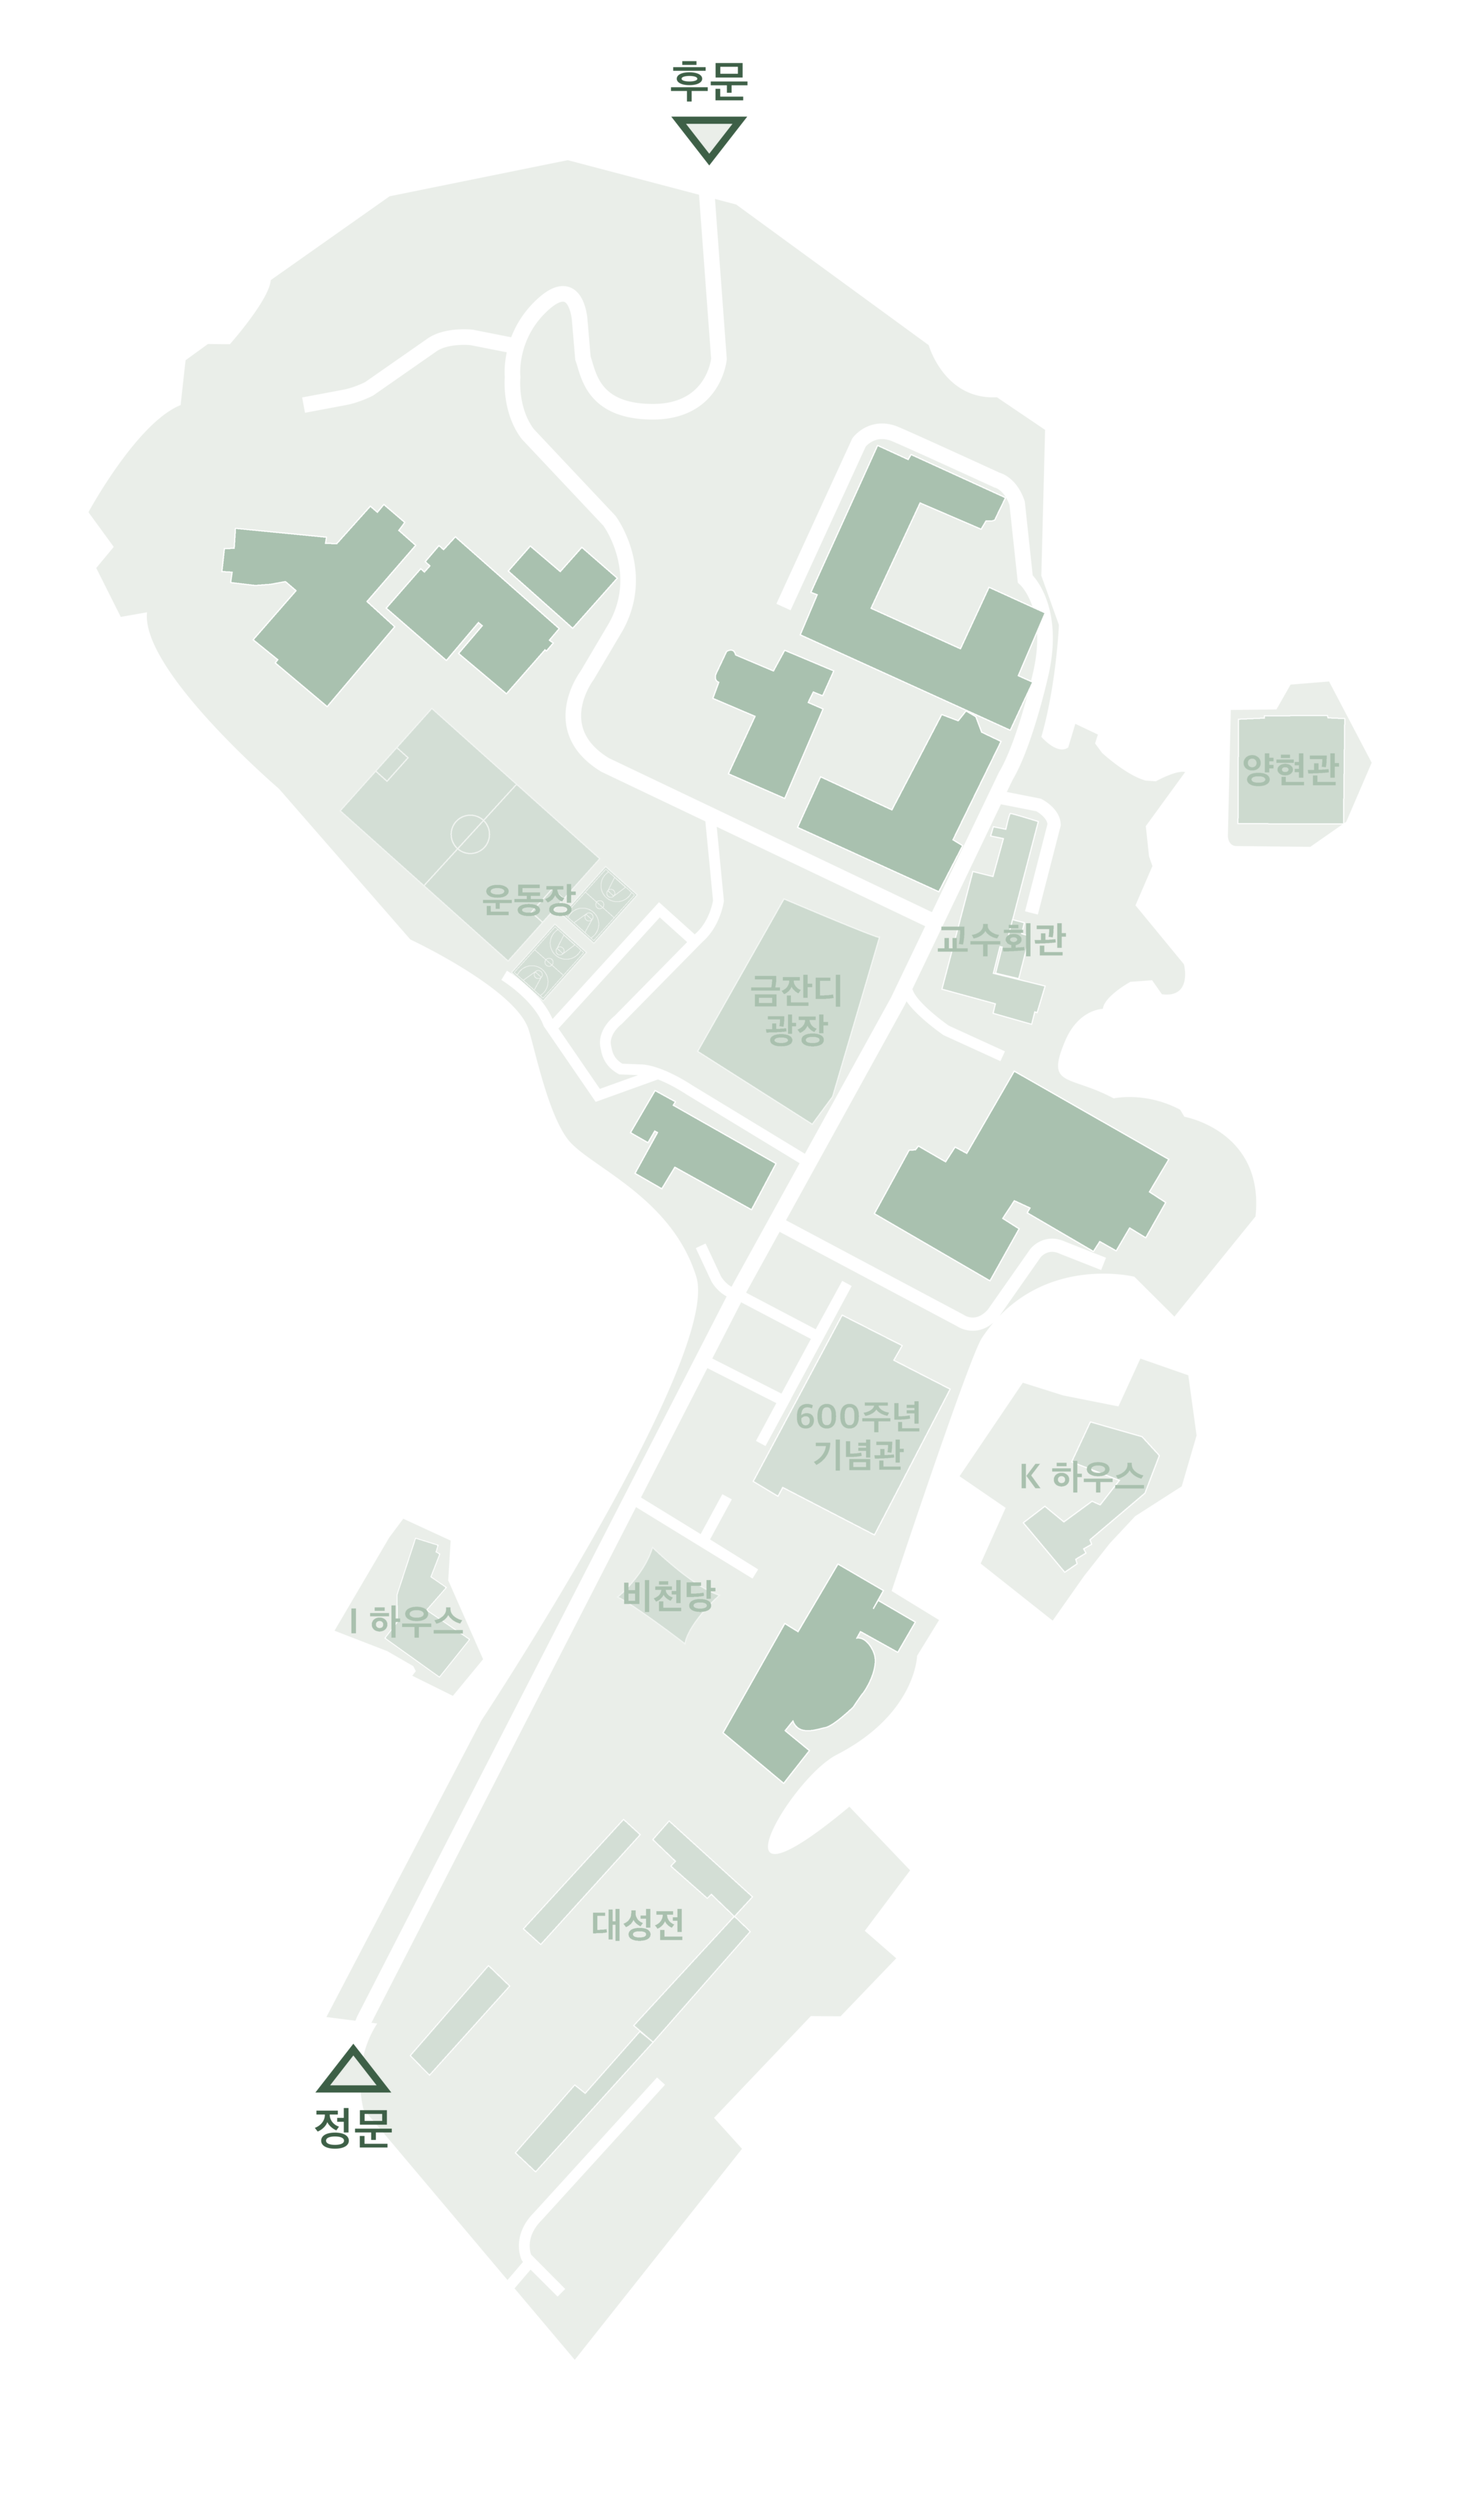 후문
운동장
금잔디
광장
교수회관
양현관
600주년
기념관
K 하우스
비천당
I 하우스
대성전
정문